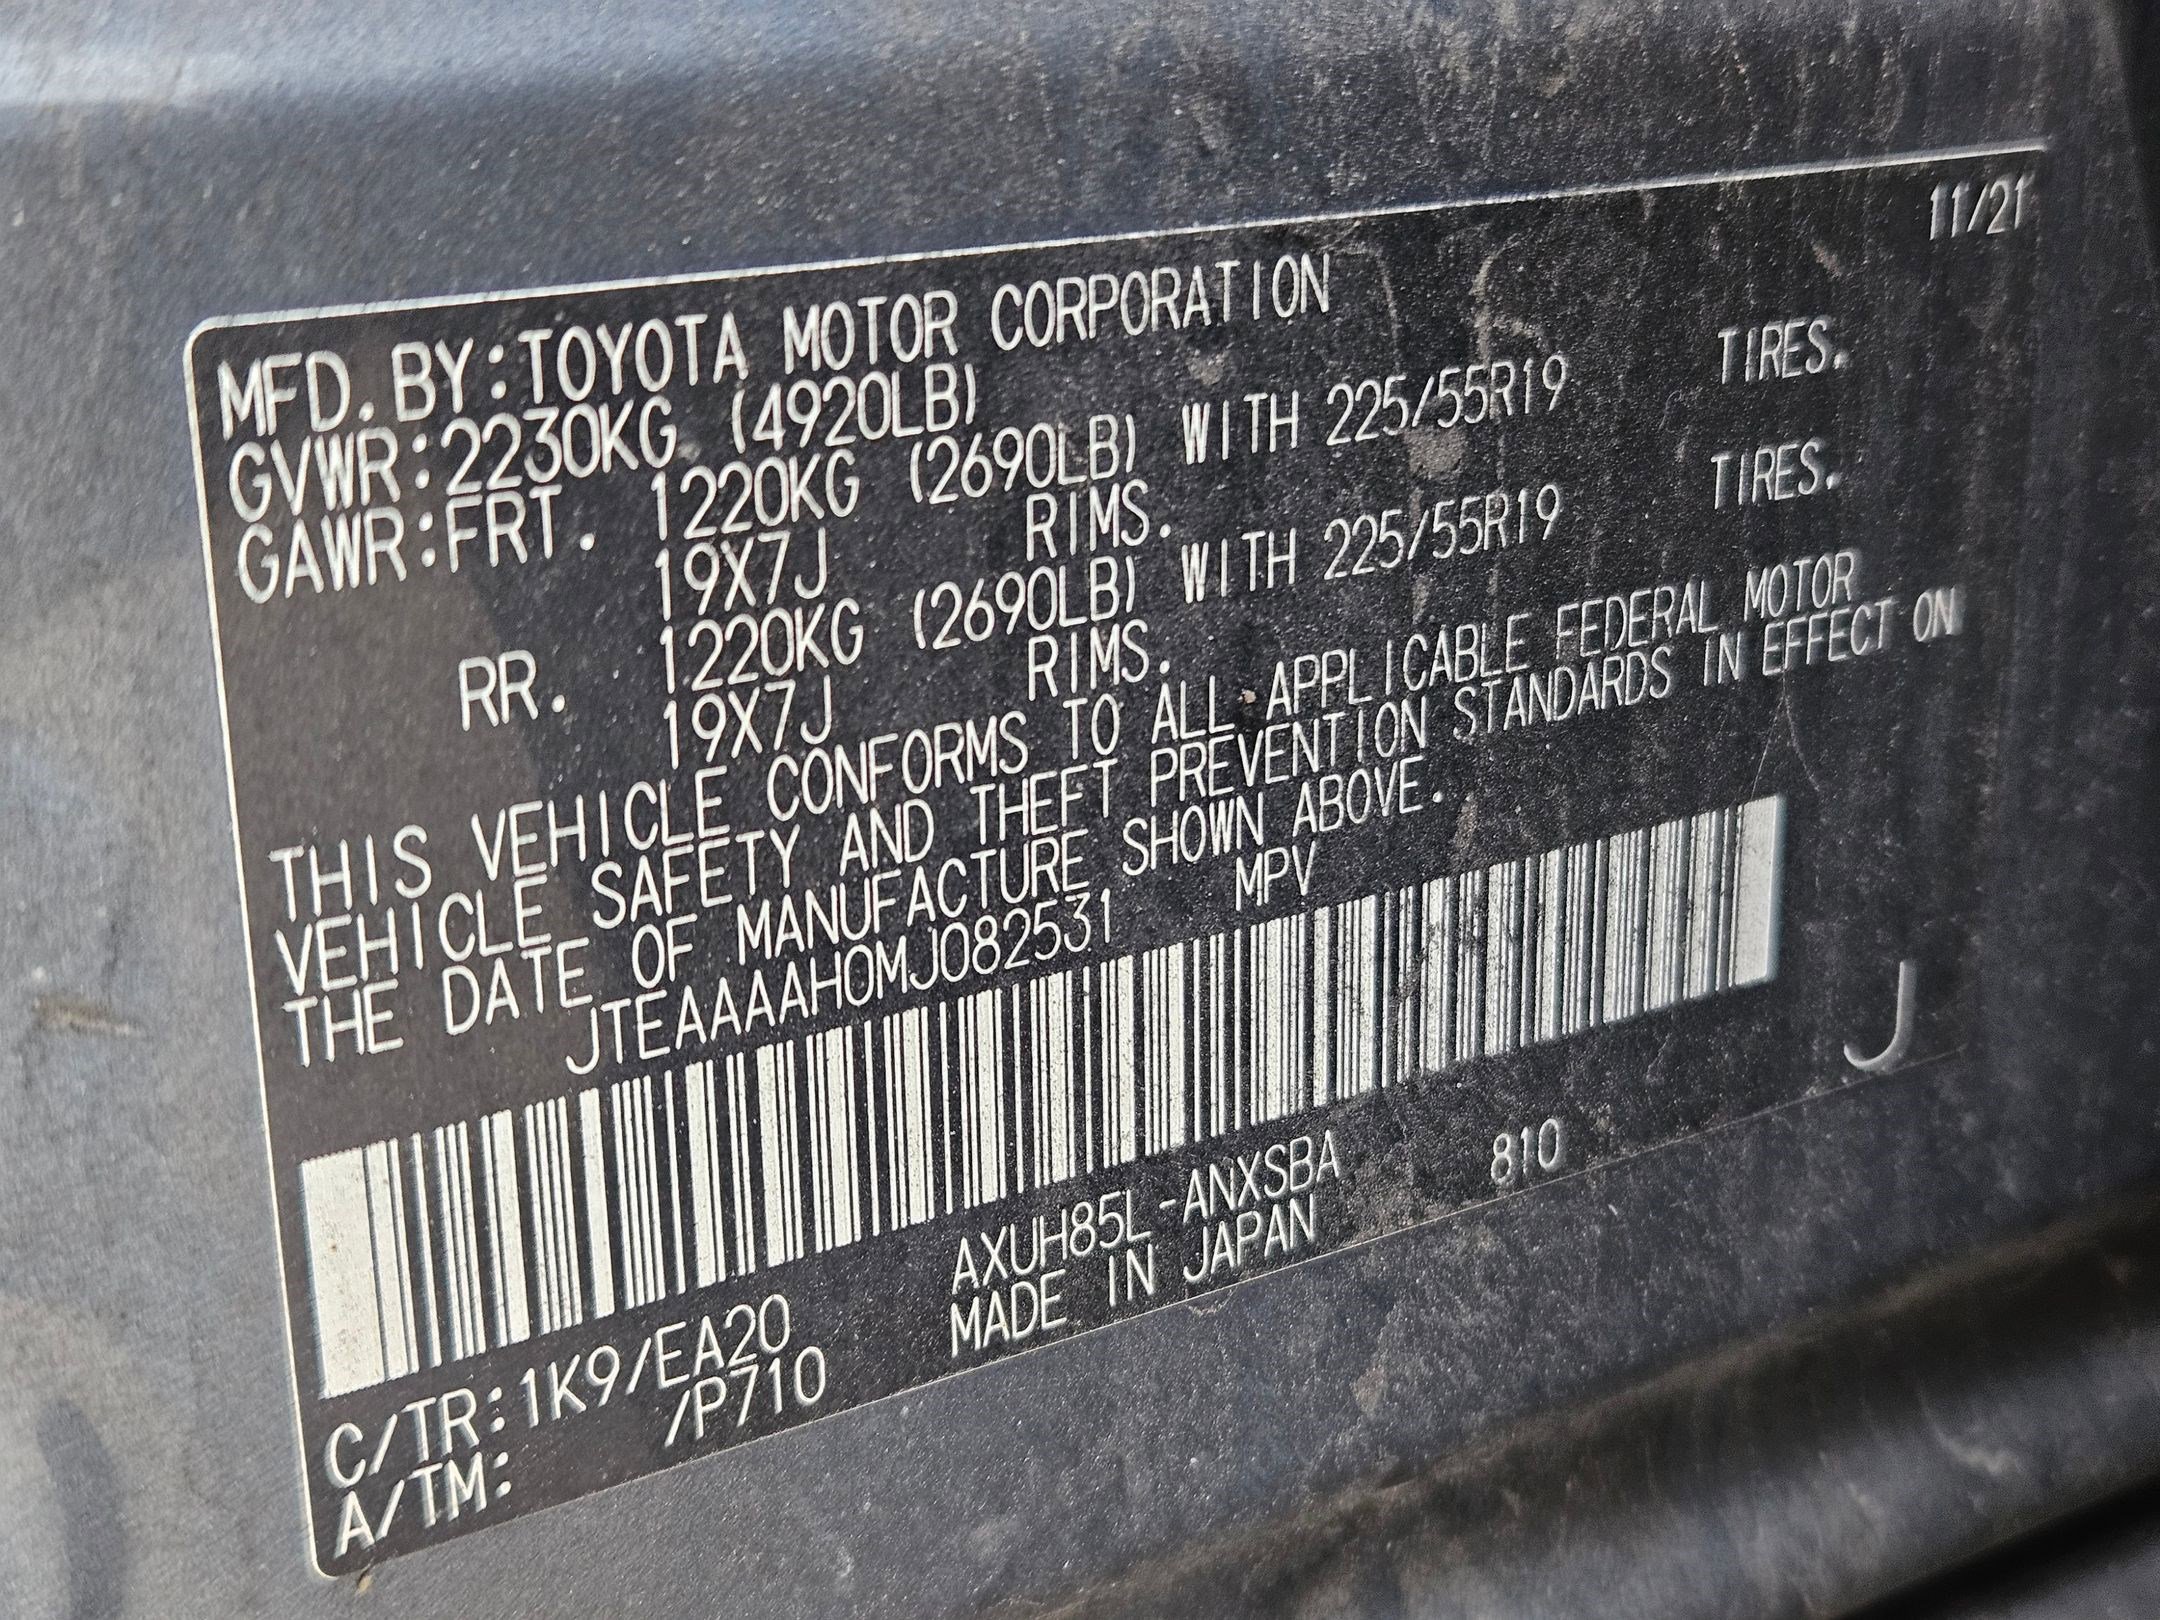 11/21
MFD. BY:TOYOTA MOTOR CORPORATION
GVWR:2230KG (4920LB)
GAWR:FRT. 1220KG (2690LB) WITH 225/55R19 TIRES.
19X7J RIMS.
RR. 1220KG (2690LB) WITH 225/55R19 TIRES.
19X7J RIMS.
THIS VEHICLE CONFORMS TO ALL APPLICABLE FEDERAL MOTOR
VEHICLE SAFETY AND THEFT PREVENTION STANDARDS IN EFFECT ON
THE DATE OF MANUFACTURE SHOWN ABOVE.
JTEAAAAH0MJ082531 MPV
J
C/TR:1K9/EA20 AXUH85L-ANXSBA 810
A/TM: /P710 MADE IN JAPAN